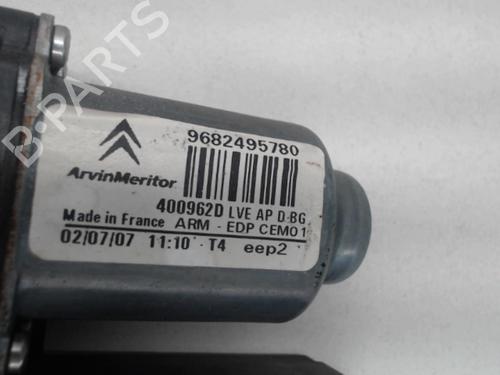 9682495780
ArvinMeritor
400962D LVE AP D-BG
Made in France ARM - EDP CEM01
02/07/07 11:10 - T4 eep2
B-PARTS